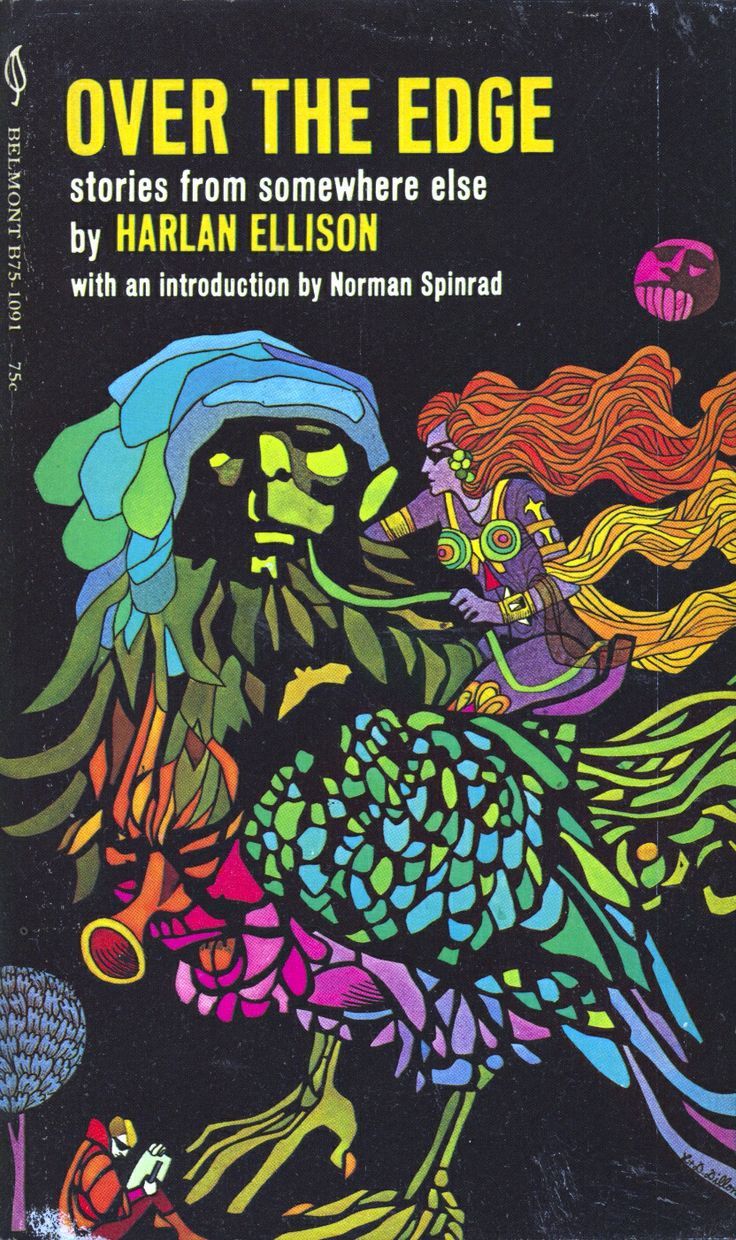 OVER THE EDGE
stories from somewhere else
by HARLAN ELLISON
with an introduction by Norman Spinrad
BELMONT B75-1091 75c